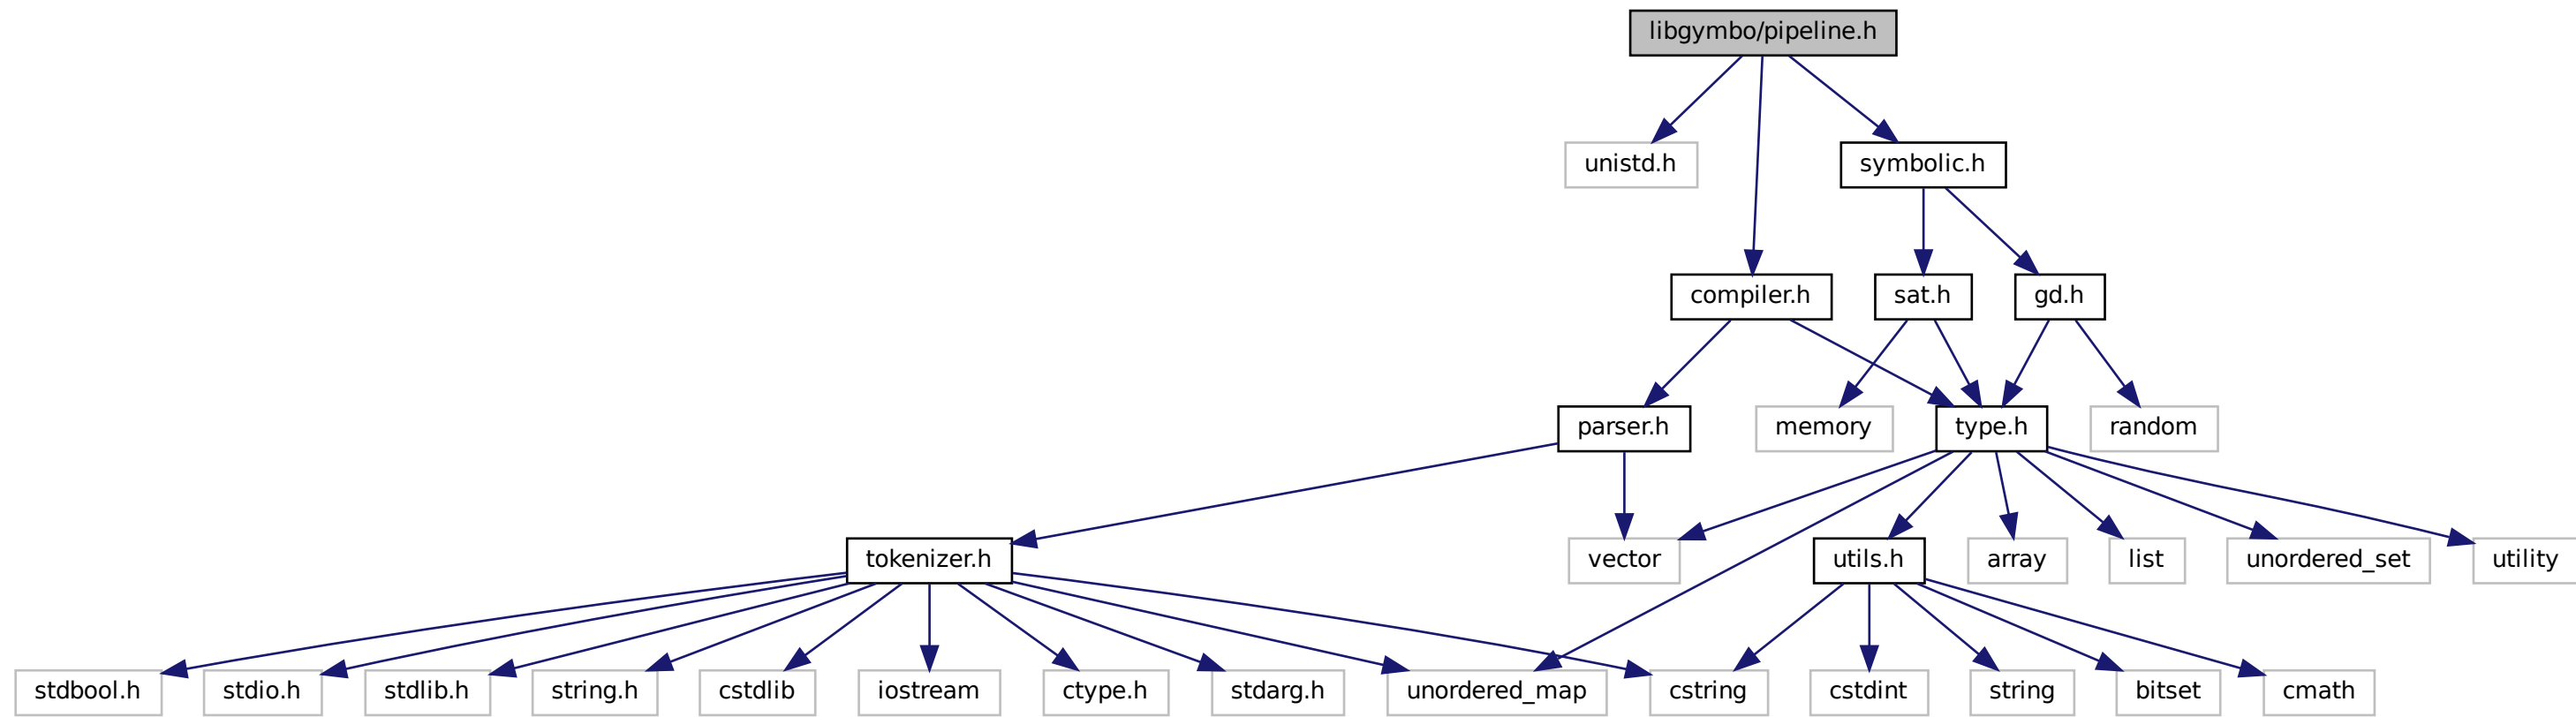 libgymbo/pipeline.h
unistd.h
symbolic.h
compiler.h
sat.h
gd.h
parser.h
memory
type.h
random
tokenizer.h
vector
utils.h
array
list
unordered_set
utility
stdbool.h
stdio.h
stdlib.h
string.h
cstdlib
iostream
ctype.h
stdarg.h
unordered_map
cstring
cstdint
string
bitset
cmath